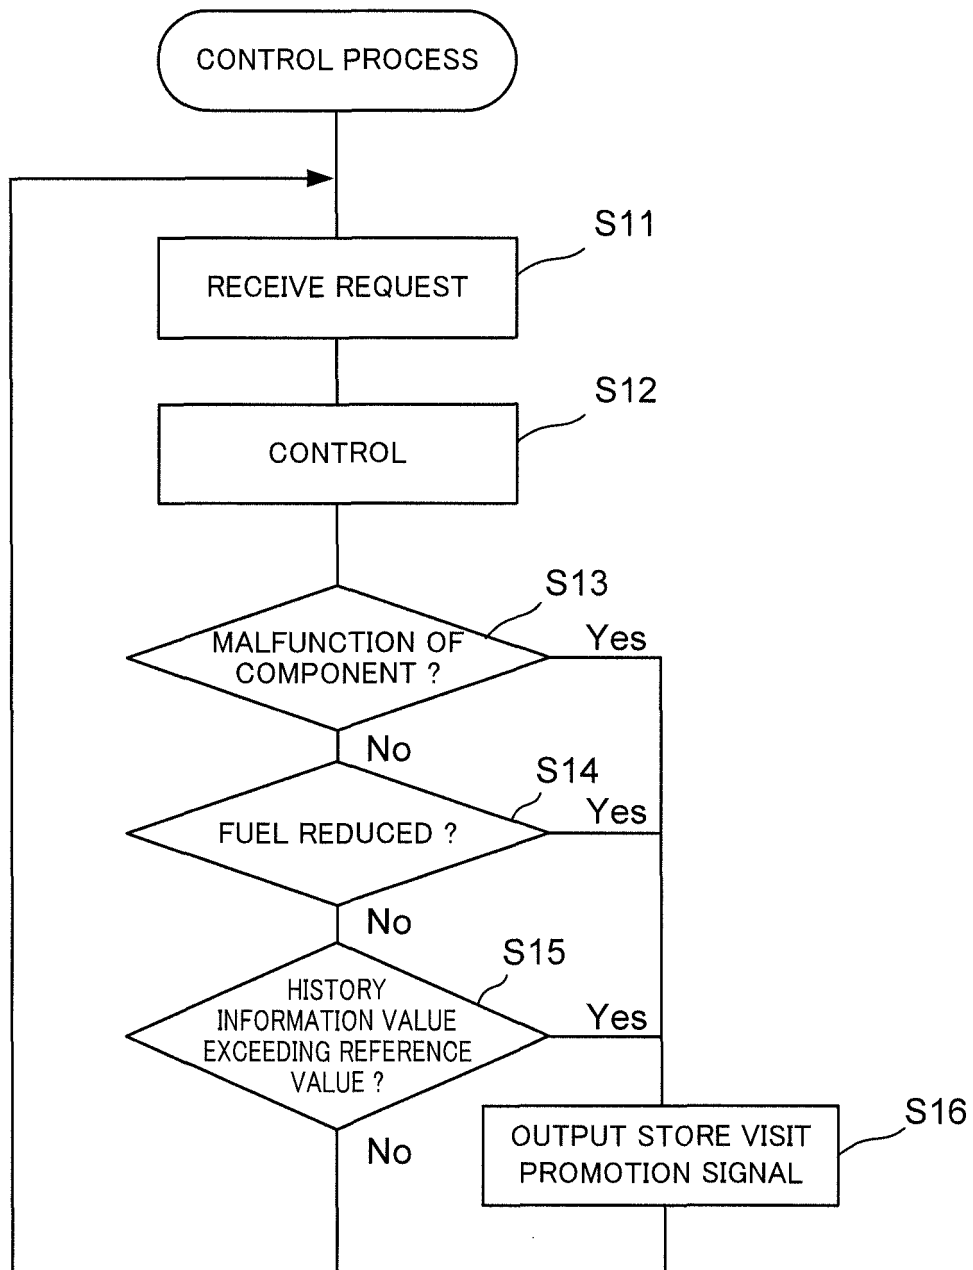 CONTROL PROCESS
S11
RECEIVE REQUEST
S12
CONTROL
S13
MALFUNCTION OF
COMPONENT ?
Yes
No
S14
FUEL REDUCED ?
Yes
No
S15
HISTORY
INFORMATION VALUE
EXCEEDING REFERENCE
VALUE ?
Yes
No
S16
OUTPUT STORE VISIT
PROMOTION SIGNAL